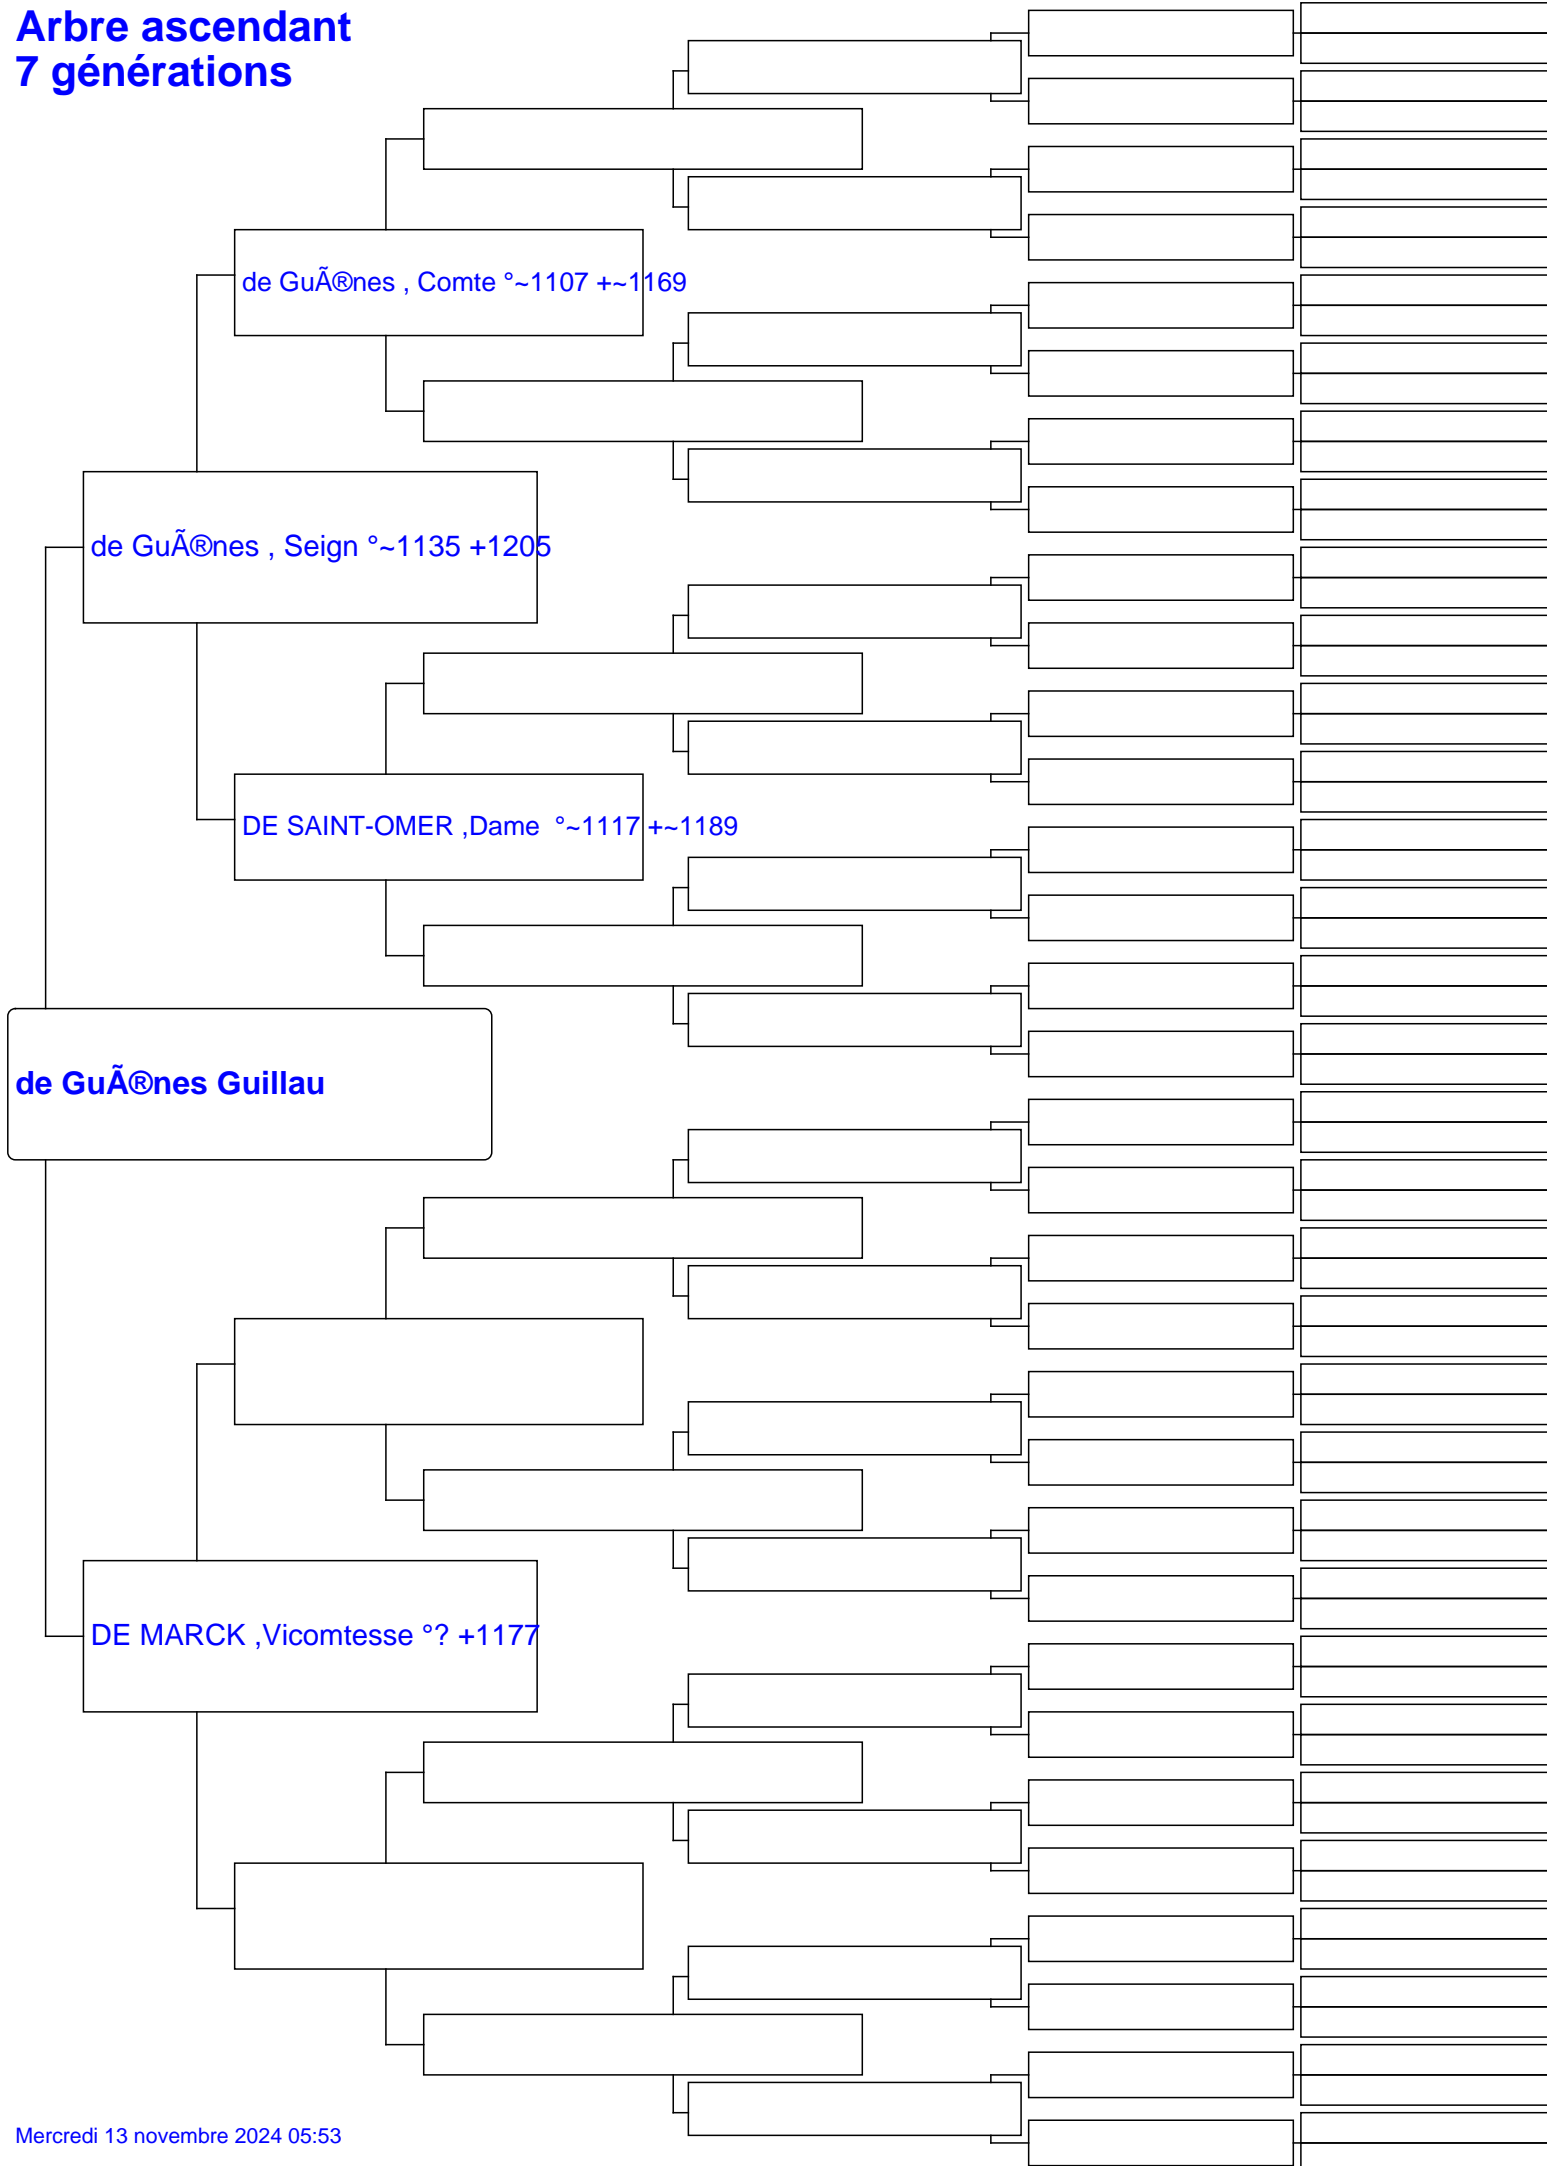 Arbre ascendant
7 générations
de GuÃ®nes , Comte °~1107 +~1169
de GuÃ®nes , Seign °~1135 +1205
DE SAINT-OMER ,Dame  °~1117 +~1189
de GuÃ®nes Guillau
DE MARCK ,Vicomtesse °? +1177
Mercredi 13 novembre 2024 05:53